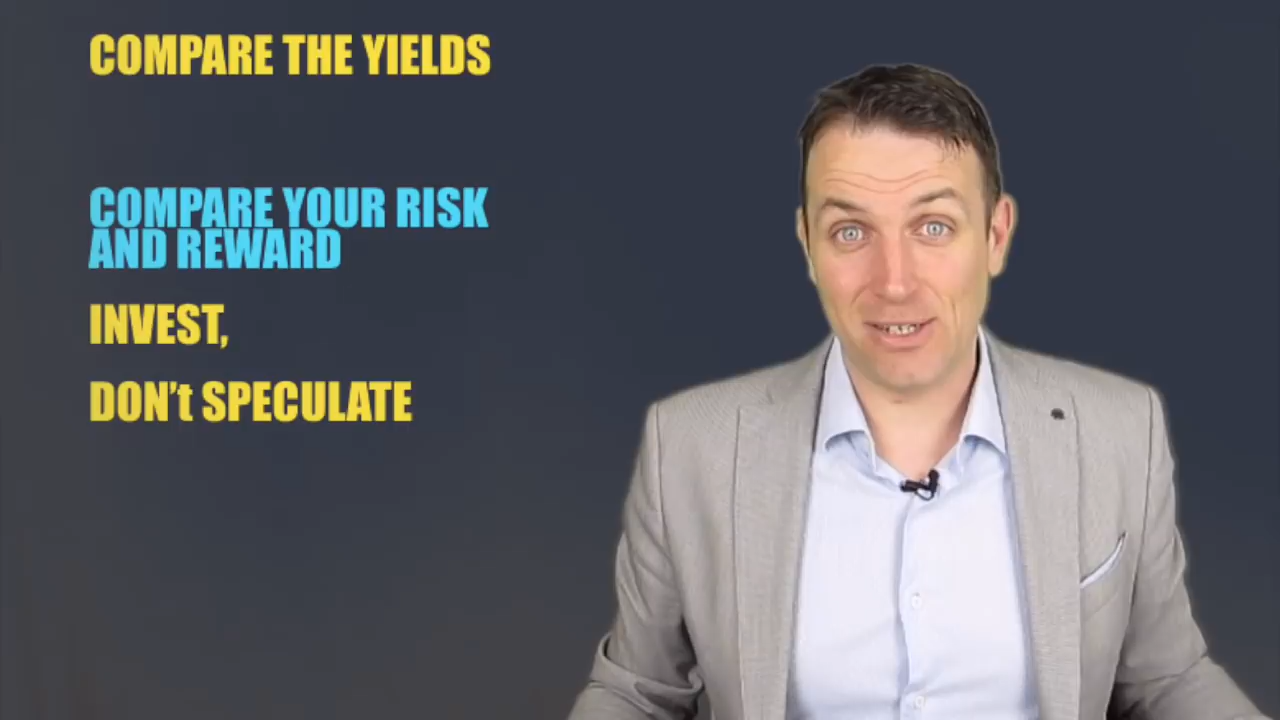 COMPARE THE YIELDS
COMPARE YOUR RISK
AND REWARD
INVEST,
DON't SPECULATE